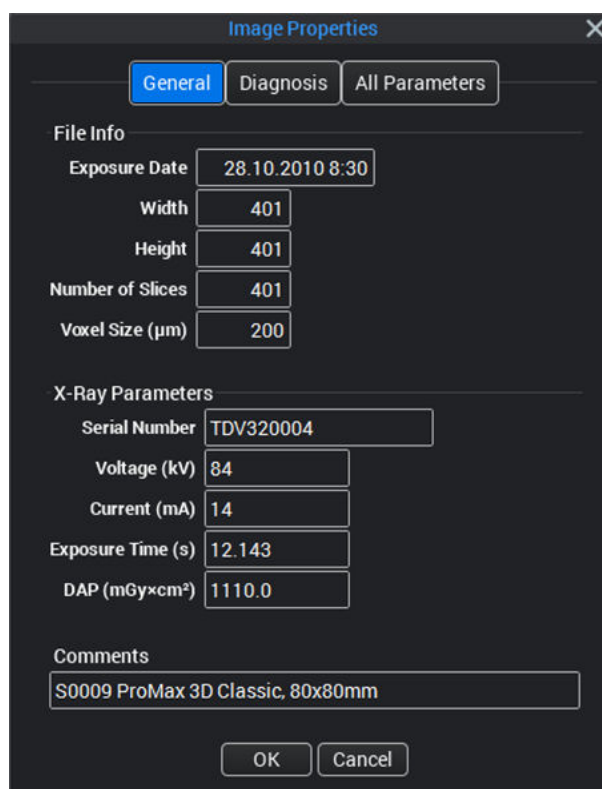 Image Properties
General Diagnosis All Parameters
File Info
Exposure Date 28.10.2010 8:30
Width 401
Height 401
Number of Slices 401
Voxel Size (µm) 200
X-Ray Parameters
Serial Number TDV320004
Voltage (kV) 84
Current (mA) 14
Exposure Time (s) 12.143
DAP (mGy×cm²) 1110.0
Comments
S0009 ProMax 3D Classic, 80x80mm
OK Cancel